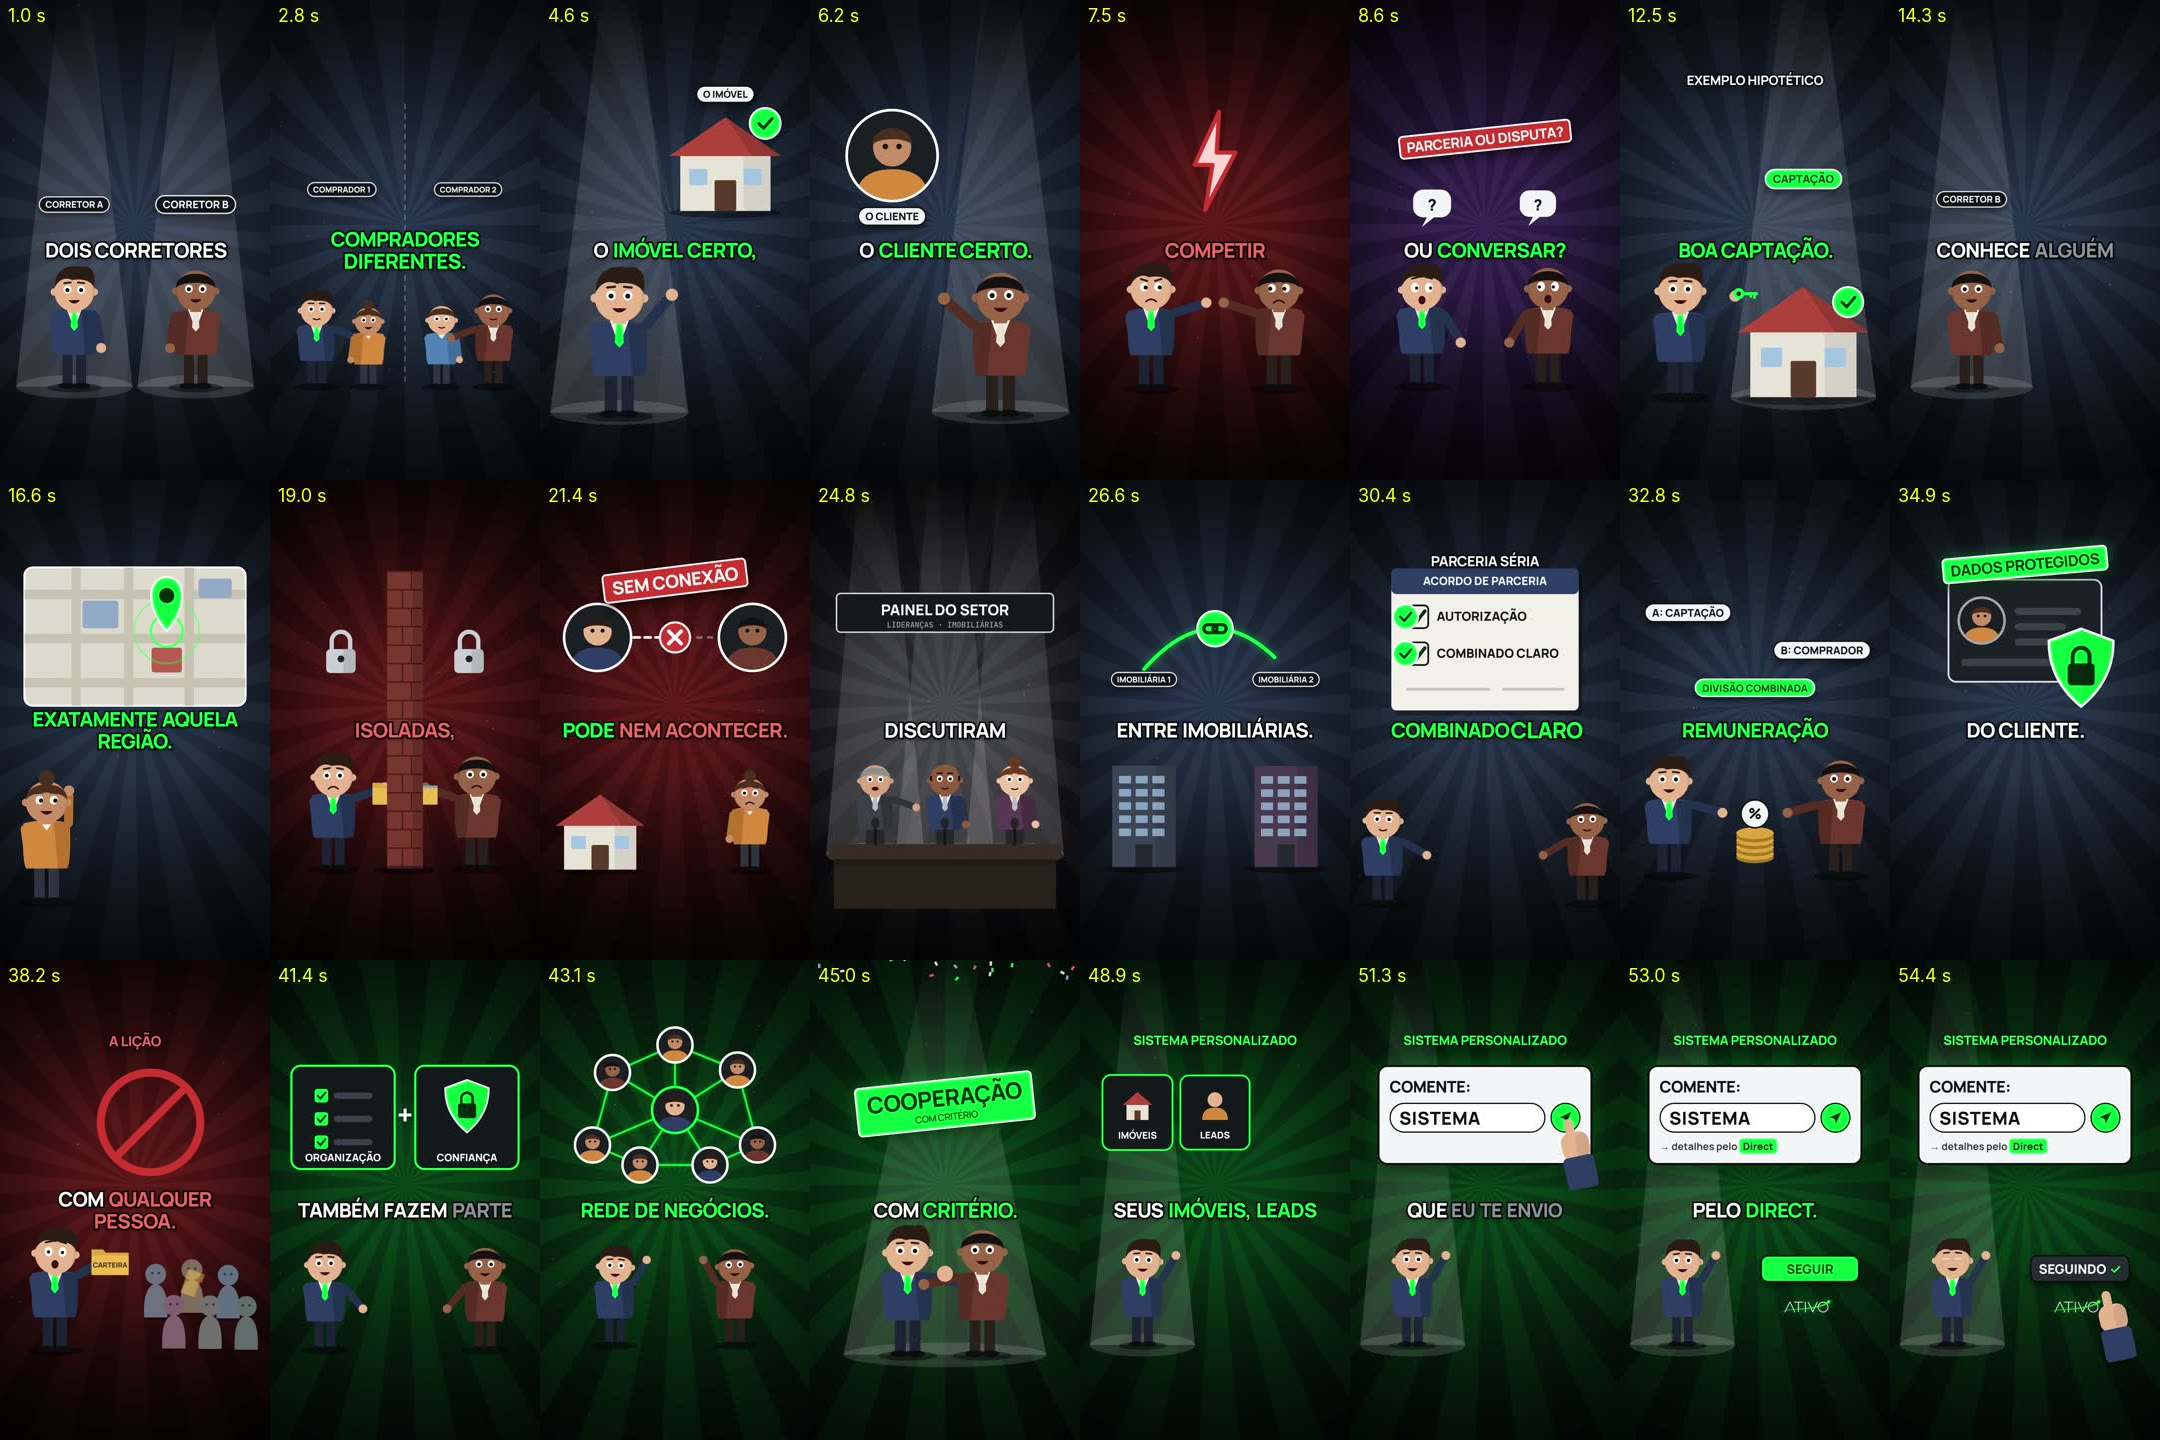 1.0 s
CORRETOR A
CORRETOR B
DOIS CORRETORES
2.8 s
COMPRADOR 1
COMPRADOR 2
COMPRADORES
DIFERENTES.
4.6 s
O IMÓVEL
O IMÓVEL CERTO,
6.2 s
O CLIENTE
O CLIENTE CERTO.
7.5 s
COMPETIR
8.6 s
PARCERIA OU DISPUTA?
?
?
OU CONVERSAR?
12.5 s
EXEMPLO HIPOTÉTICO
CAPTAÇÃO
BOA CAPTAÇÃO.
14.3 s
CORRETOR B
CONHECE ALGUÉM
16.6 s
EXATAMENTE AQUELA
REGIÃO.
19.0 s
ISOLADAS,
21.4 s
SEM CONEXÃO
PODE NEM ACONTECER.
24.8 s
PAINEL DO SETOR
LIDERANÇAS · IMOBILIÁRIAS
DISCUTIRAM
26.6 s
IMOBILIÁRIA 1
IMOBILIÁRIA 2
ENTRE IMOBILIÁRIAS.
30.4 s
PARCERIA SÉRIA
ACORDO DE PARCERIA
AUTORIZAÇÃO
COMBINADO CLARO
COMBINADO CLARO
32.8 s
A: CAPTAÇÃO
B: COMPRADOR
DIVISÃO COMBINADA
REMUNERAÇÃO
%
34.9 s
DADOS PROTEGIDOS
DO CLIENTE.
38.2 s
A LIÇÃO
COM QUALQUER
PESSOA.
CARTEIRA
41.4 s
ORGANIZAÇÃO
+
CONFIANÇA
TAMBÉM FAZEM PARTE
43.1 s
REDE DE NEGÓCIOS.
45.0 s
COOPERAÇÃO
COM CRITÉRIO
COM CRITÉRIO.
48.9 s
SISTEMA PERSONALIZADO
IMÓVEIS
LEADS
SEUS IMÓVEIS, LEADS
51.3 s
SISTEMA PERSONALIZADO
COMENTE:
SISTEMA
→ detalhes pelo Direct
QUE EU TE ENVIO
53.0 s
SISTEMA PERSONALIZADO
COMENTE:
SISTEMA
→ detalhes pelo Direct
PELO DIRECT.
SEGUIR
ATIVO
54.4 s
SISTEMA PERSONALIZADO
COMENTE:
SISTEMA
→ detalhes pelo Direct
SEGUINDO ✓
ATIVO